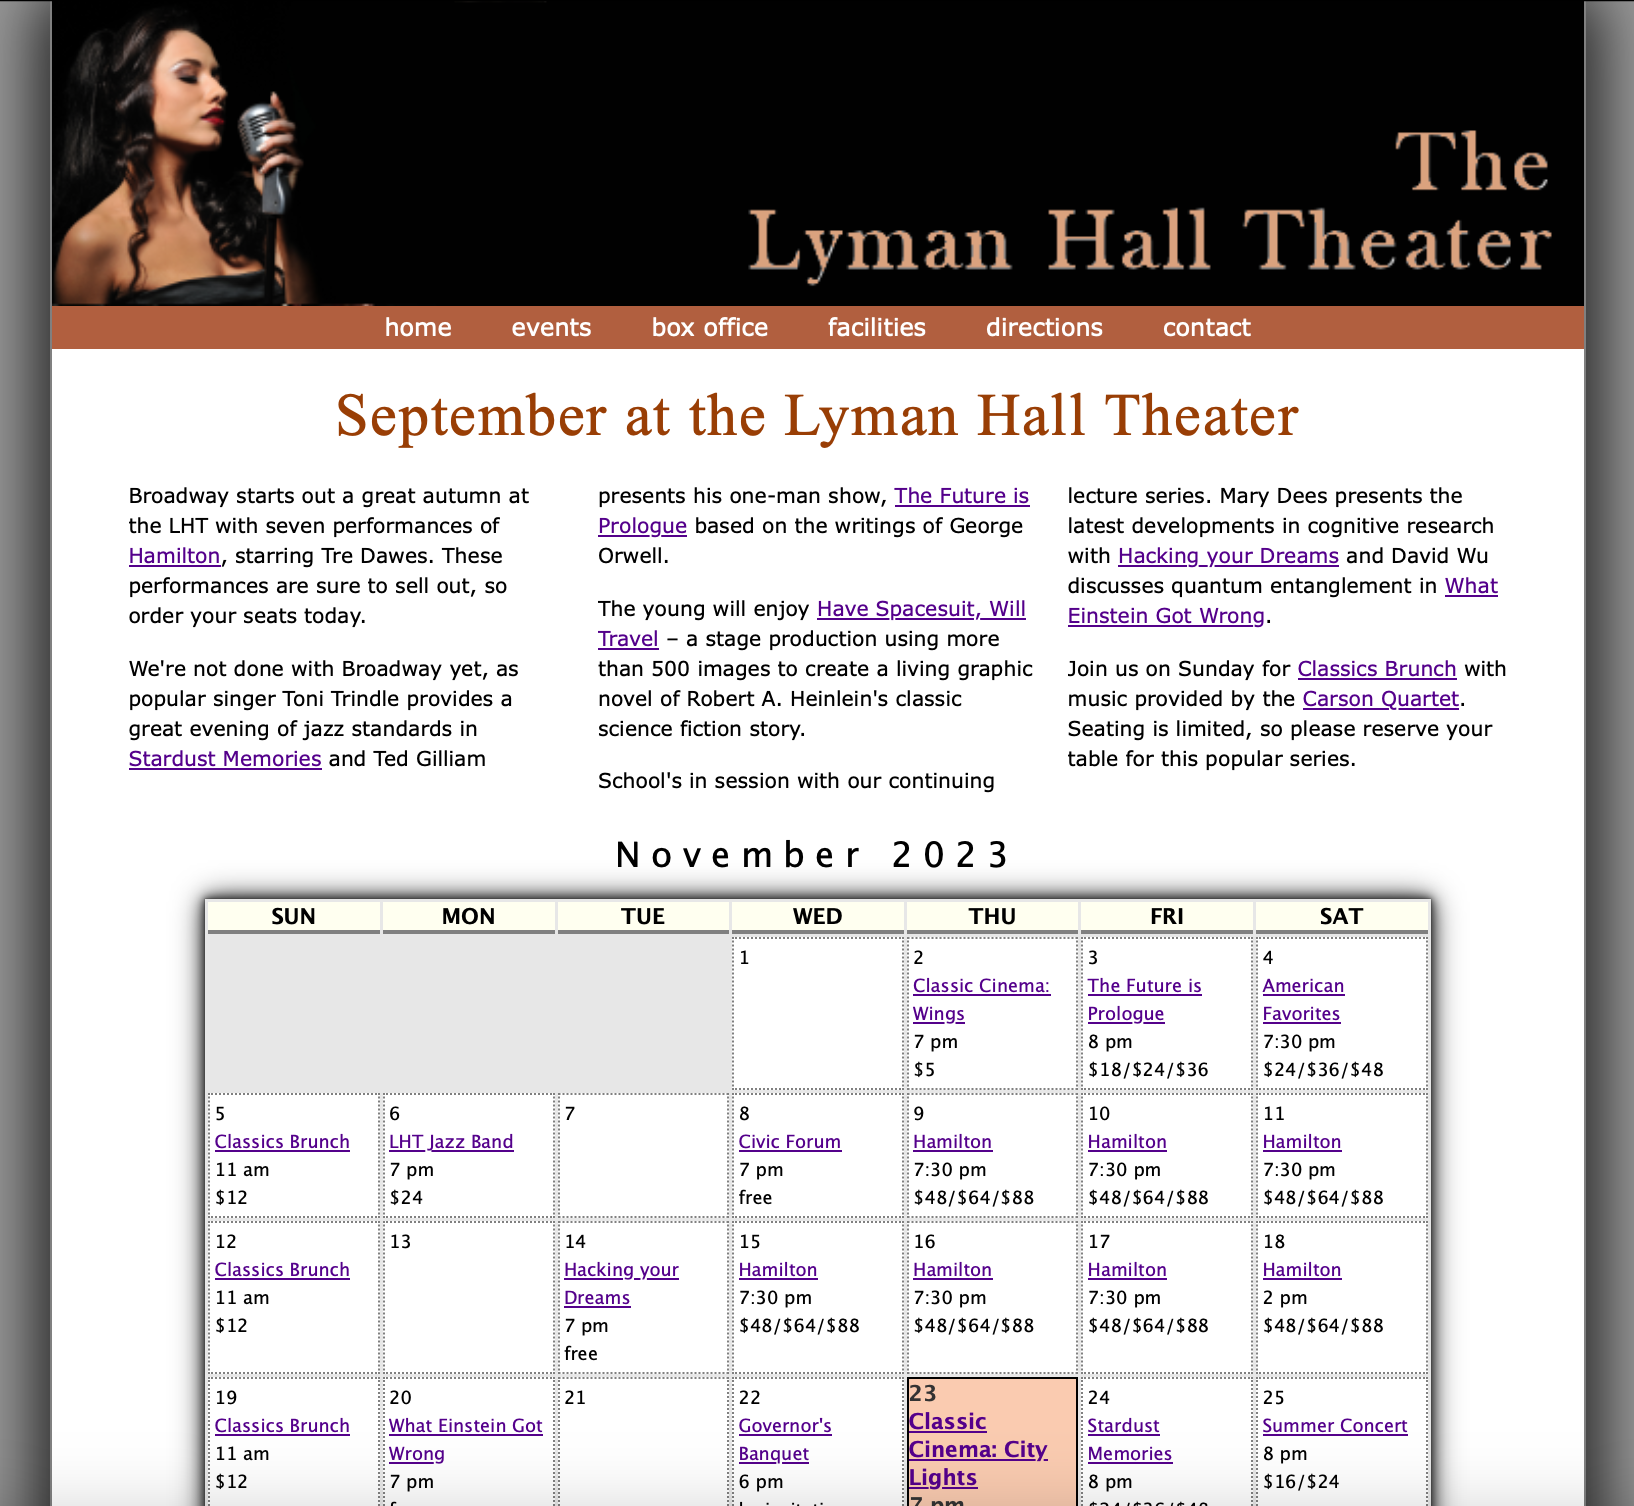 The
Lyman Hall Theater
home events box office facilities directions contact
September at the Lyman Hall Theater
Broadway starts out a great autumn at
the LHT with seven performances of
Hamilton, starring Tre Dawes. These
performances are sure to sell out, so
order your seats today.
We're not done with Broadway yet, as
popular singer Toni Trindle provides a
great evening of jazz standards in
Stardust Memories and Ted Gilliam
presents his one-man show, The Future is
Prologue based on the writings of George
Orwell.
The young will enjoy Have Spacesuit, Will
Travel – a stage production using more
than 500 images to create a living graphic
novel of Robert A. Heinlein's classic
science fiction story.
School's in session with our continuing
lecture series. Mary Dees presents the
latest developments in cognitive research
with Hacking your Dreams and David Wu
discusses quantum entanglement in What
Einstein Got Wrong.
Join us on Sunday for Classics Brunch with
music provided by the Carson Quartet.
Seating is limited, so please reserve your
table for this popular series.
November 2023
SUN MON TUE WED THU FRI SAT
1
2
Classic Cinema:
Wings
7 pm
$5
3
The Future is
Prologue
8 pm
$18/$24/$36
4
American
Favorites
7:30 pm
$24/$36/$48
5
Classics Brunch
11 am
$12
6
LHT Jazz Band
7 pm
$24
7
8
Civic Forum
7 pm
free
9
Hamilton
7:30 pm
$48/$64/$88
10
Hamilton
7:30 pm
$48/$64/$88
11
Hamilton
7:30 pm
$48/$64/$88
12
Classics Brunch
11 am
$12
13
14
Hacking your
Dreams
7 pm
free
15
Hamilton
7:30 pm
$48/$64/$88
16
Hamilton
7:30 pm
$48/$64/$88
17
Hamilton
7:30 pm
$48/$64/$88
18
Hamilton
2 pm
$48/$64/$88
19
Classics Brunch
11 am
$12
20
What Einstein Got
Wrong
7 pm
21
22
Governor's
Banquet
6 pm
23
Classic
Cinema: City
Lights
7 pm
24
Stardust
Memories
8 pm
25
Summer Concert
8 pm
$16/$24